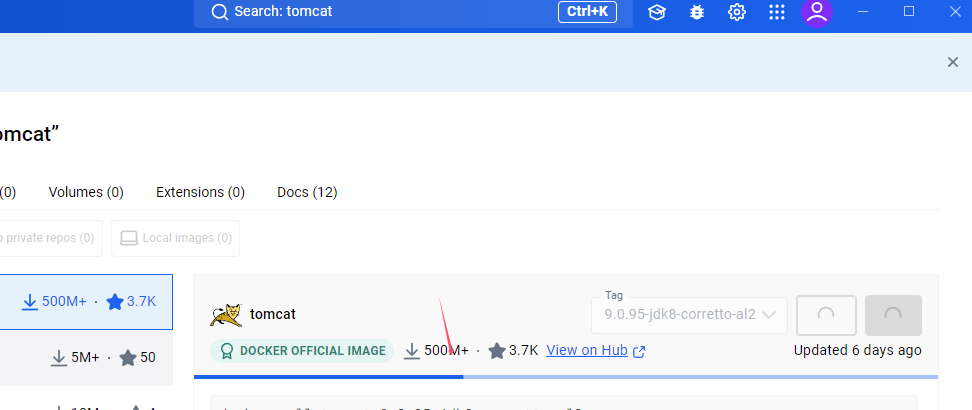 Search: tomcat
Ctrl+K
omcat”
(0)
Volumes (0)
Extensions (0)
Docs (12)
private repos (0)
Local images (0)
500M+ · 3.7K
tomcat
Tag
9.0.95-jdk8-corretto-al2
DOCKER OFFICIAL IMAGE
500M+ · 3.7K
View on Hub
Updated 6 days ago
5M+ · 50